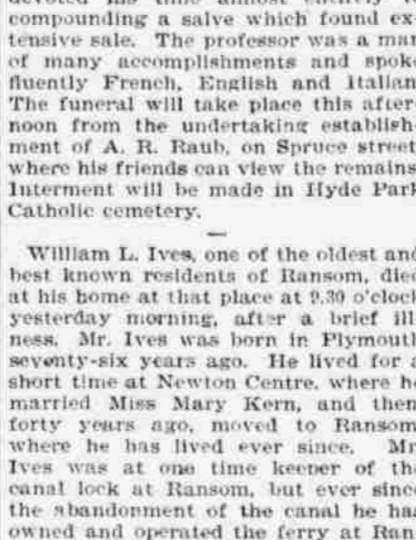 devoted his time almost entirely
compounding a salve which found ex-
tensive sale. The professor was a man
of many accomplishments and spok
fluently French, English and Italian
The funeral will take place this after
noon from the undertaking establish-
ment of A. R. Raub, on Spruce street
where his friends can view the remains
Interment will be made in Hyde Park
Catholic cemetery.
William L. Ives, one of the oldest and
best known residents of Ransom, died
at his home at that place at 9.30 o'clock
yesterday morning, after a brief ill
ness. Mr. Ives was born in Plymouth
seventy-six years ago. He lived for a
short time at Newton Centre, where h
married Miss Mary Kern, and then
forty years ago, moved to Ransom
where he has lived ever since. Mr
Ives was at one time keeper of th
canal lock at Ransom, but ever since
the abandonment of the canal he has
owned and operated the ferry at Ran